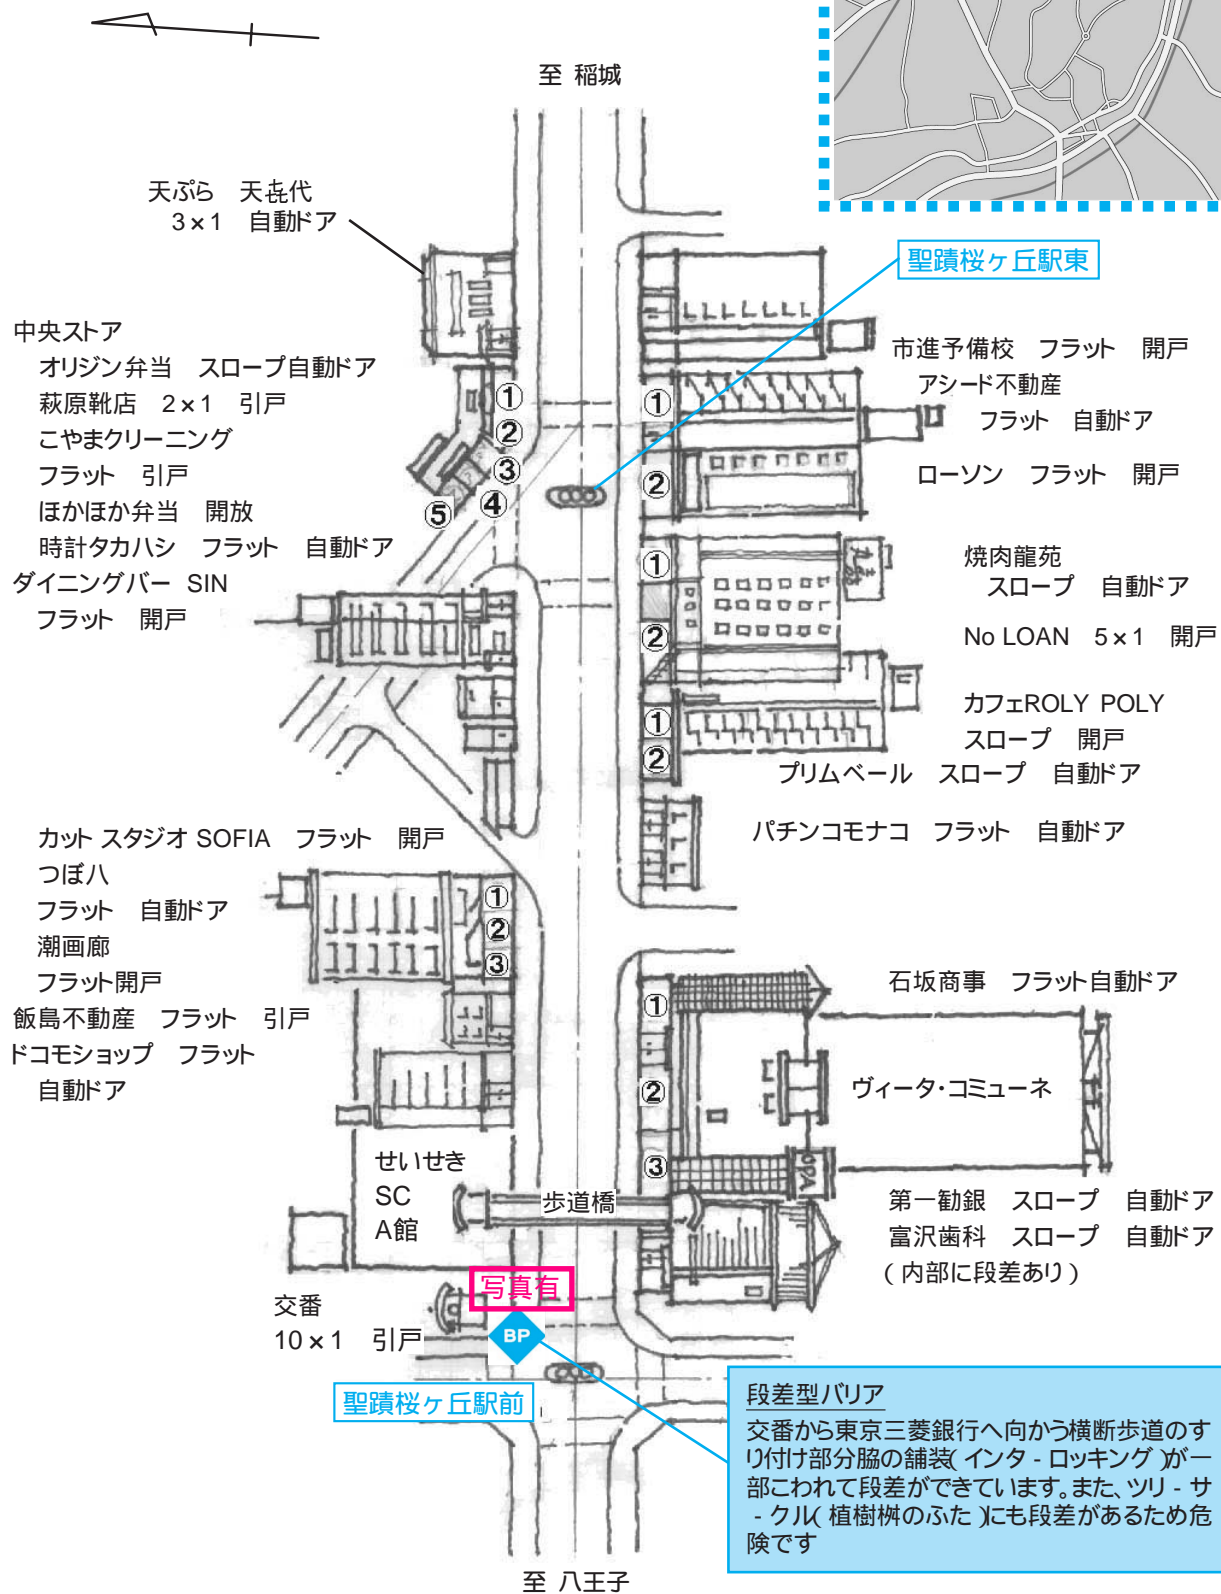 至 稲城
天ぷら 天㐂代
3×1 自動ドア
聖蹟桜ヶ丘駅東
中央ストア
オリジン弁当 スロープ自動ドア
萩原靴店 2×1 引戸
こやまクリーニング
フラット 引戸
ほかほか弁当 開放
時計タカハシ フラット 自動ドア
ダイニングバー SIN
フラット 開戸
①
②
③
④
⑤
①
②
①
②
①
②
市進予備校 フラット 開戸
アシード不動産
フラット 自動ドア
ローソン フラット 開戸
焼肉龍苑
スロープ 自動ドア
No LOAN 5×1 開戸
カフェROLY POLY
スロープ 開戸
プリムベール スロープ 自動ドア
パチンコモナコ フラット 自動ドア
カット スタジオ SOFIA フラット 開戸
つぼ八
フラット 自動ドア
潮画廊
フラット開戸
飯島不動産 フラット 引戸
ドコモショップ フラット
自動ドア
①
②
③
①
②
③
石坂商事 フラット自動ドア
ヴィータ・コミューネ
OPA
せいせき
SC
A館
歩道橋
第一勧銀 スロープ 自動ドア
富沢歯科 スロープ 自動ドア
(内部に段差あり)
写真有
交番
10×1 引戸
BP
聖蹟桜ヶ丘駅前
段差型バリア
交番から東京三菱銀行へ向かう横断歩道のす
り付け部分脇の舗装(インタ-ロッキング)が一
部こわれて段差ができています。また、ツリ-サ
-クル(植樹桝のふた)にも段差があるため危
険です
至 八王子